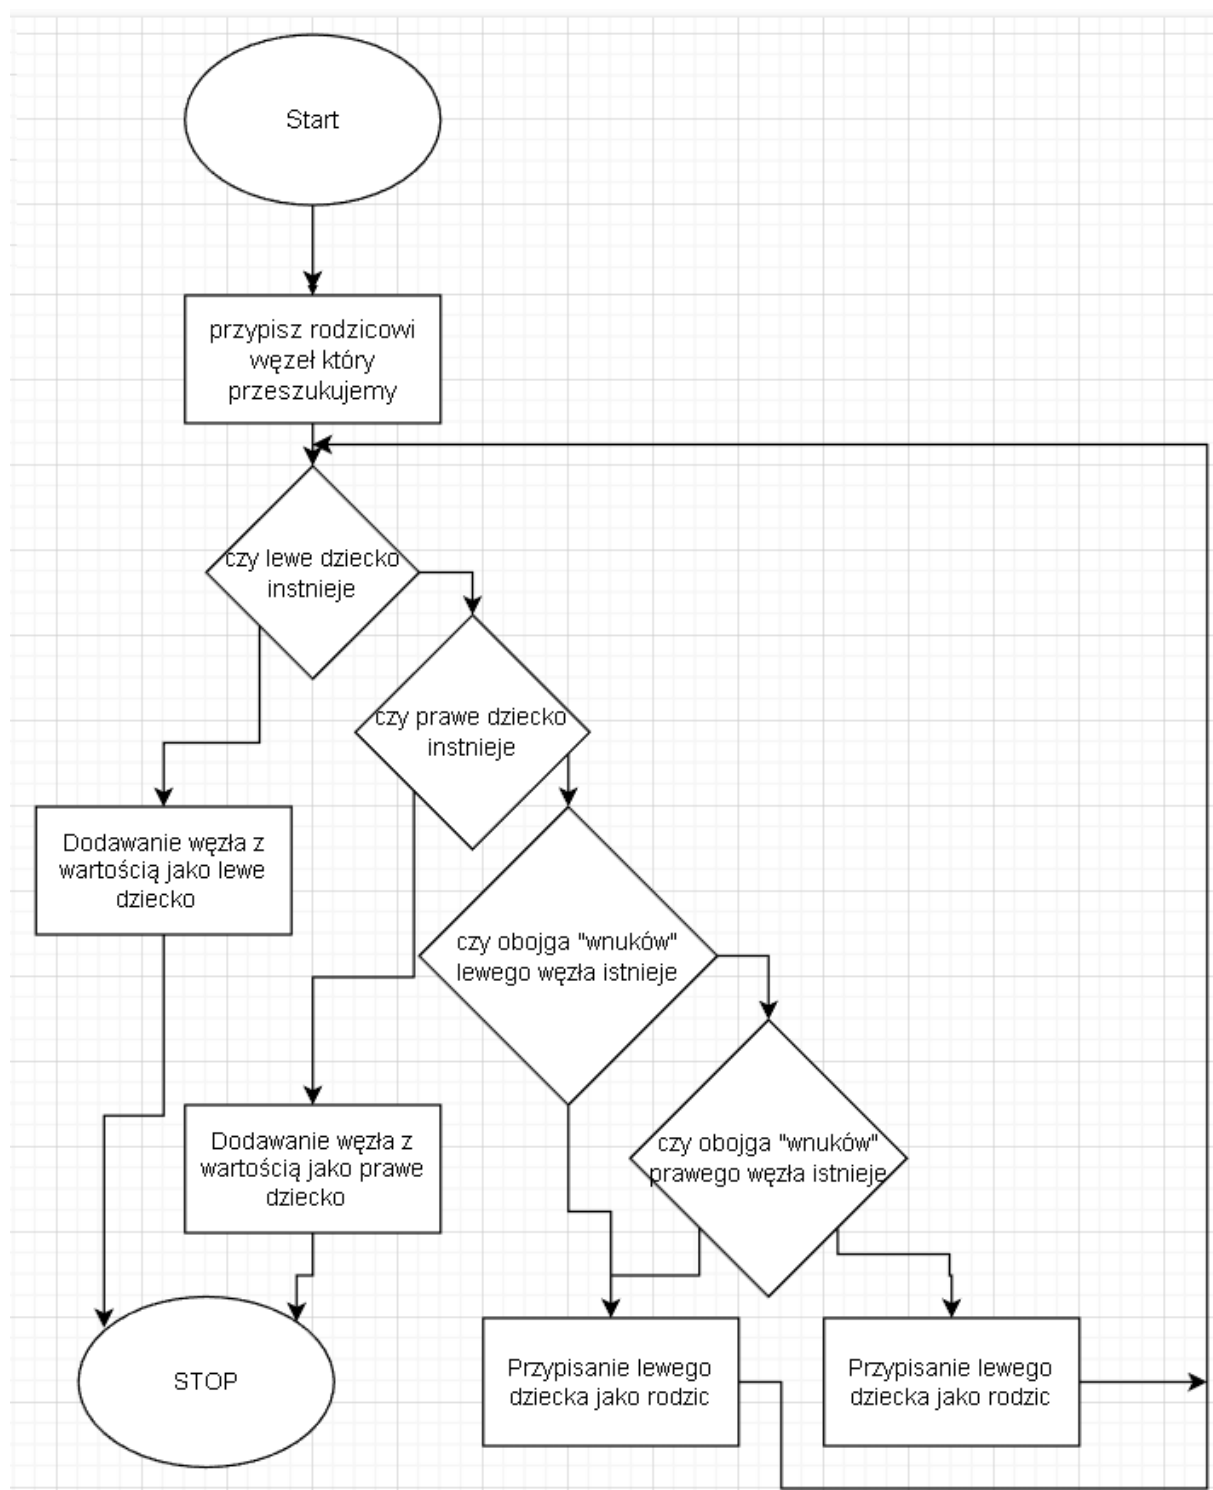 Start
przypisz rodzicowi
węzeł który
przeszukujemy
czy lewe dziecko
instnieje
czy prawe dziecko
instnieje
Dodawanie węzła z
wartością jako lewe
dziecko
czy obojga "wnuków"
lewego węzła istnieje
Dodawanie węzła z
wartością jako prawe
dziecko
czy obojga "wnuków"
prawego węzła istnieje
STOP
Przypisanie lewego
dziecka jako rodzic
Przypisanie lewego
dziecka jako rodzic